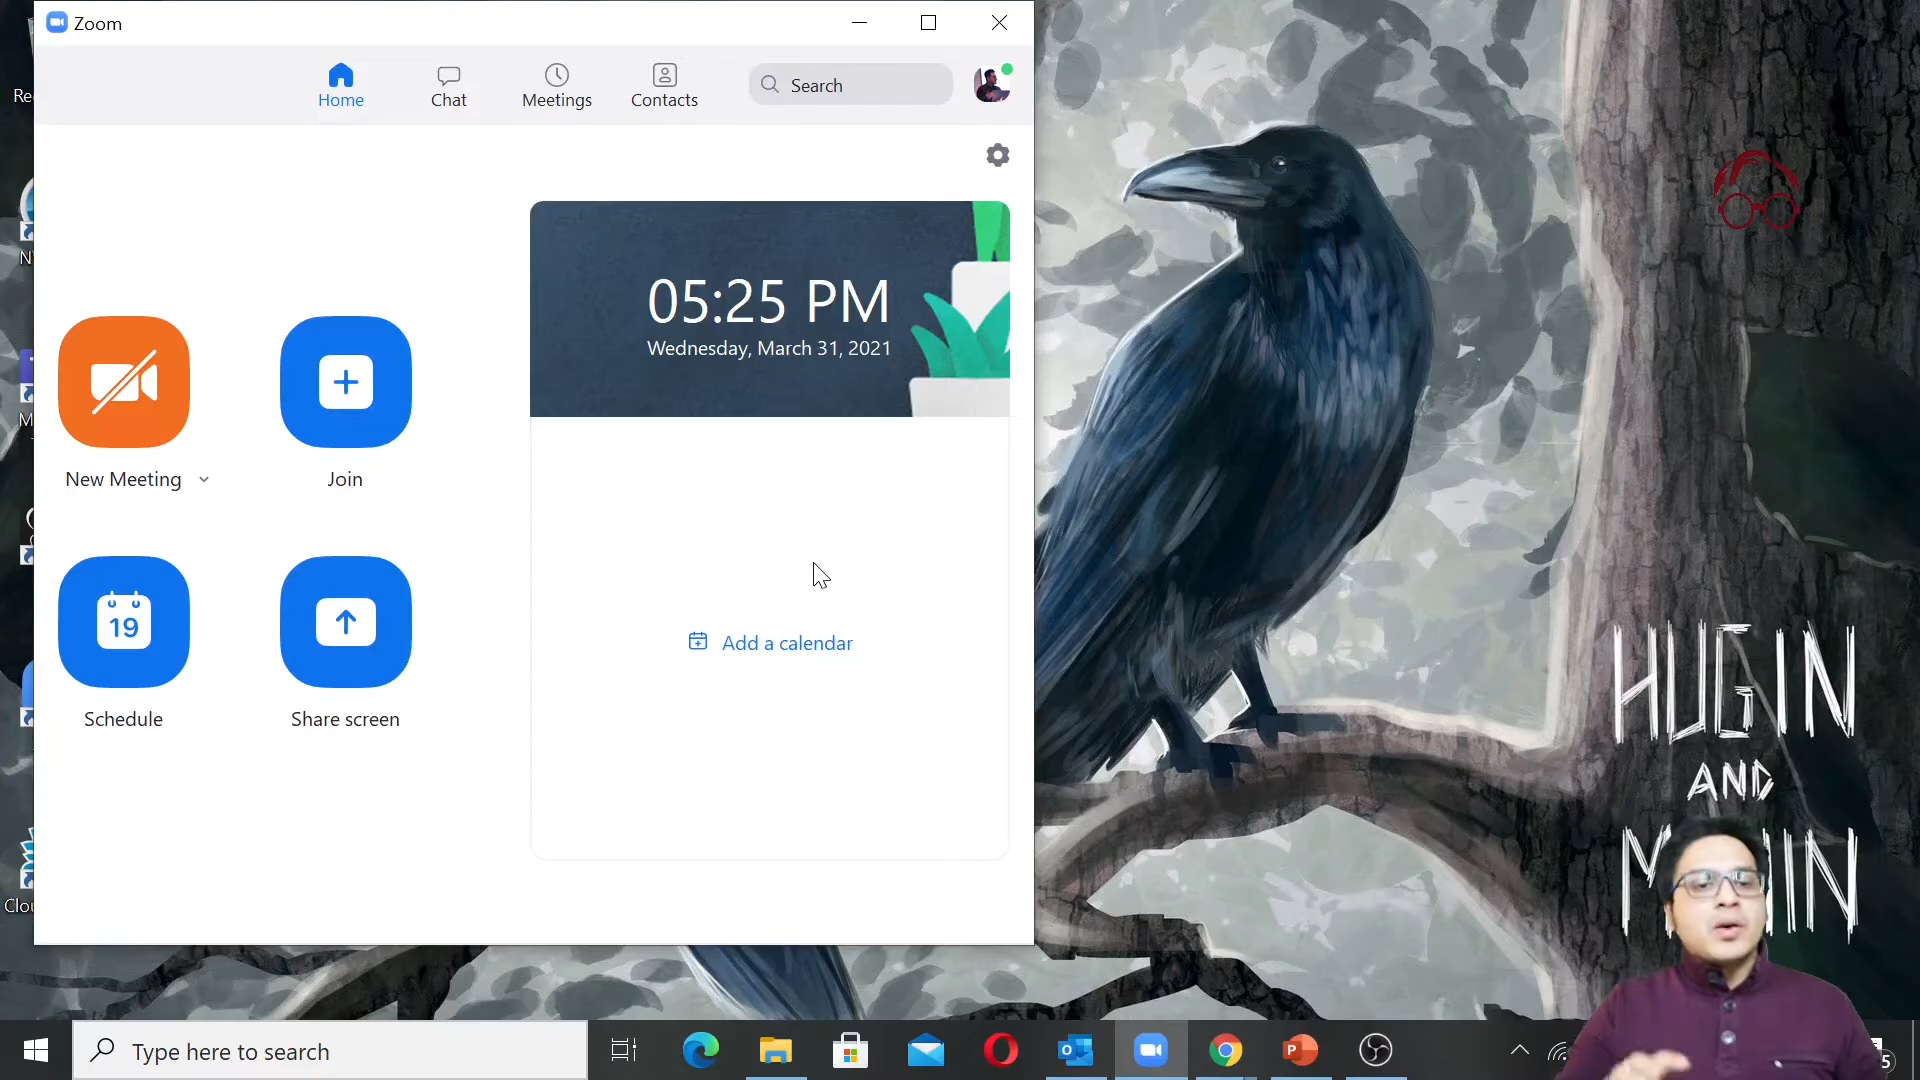 Zoom
Home
Chat
Meetings
Contacts
Search
05:25 PM
Wednesday, March 31, 2021
New Meeting
Join
19
Schedule
Share screen
Add a calendar
HUGIN
AND
Type here to search